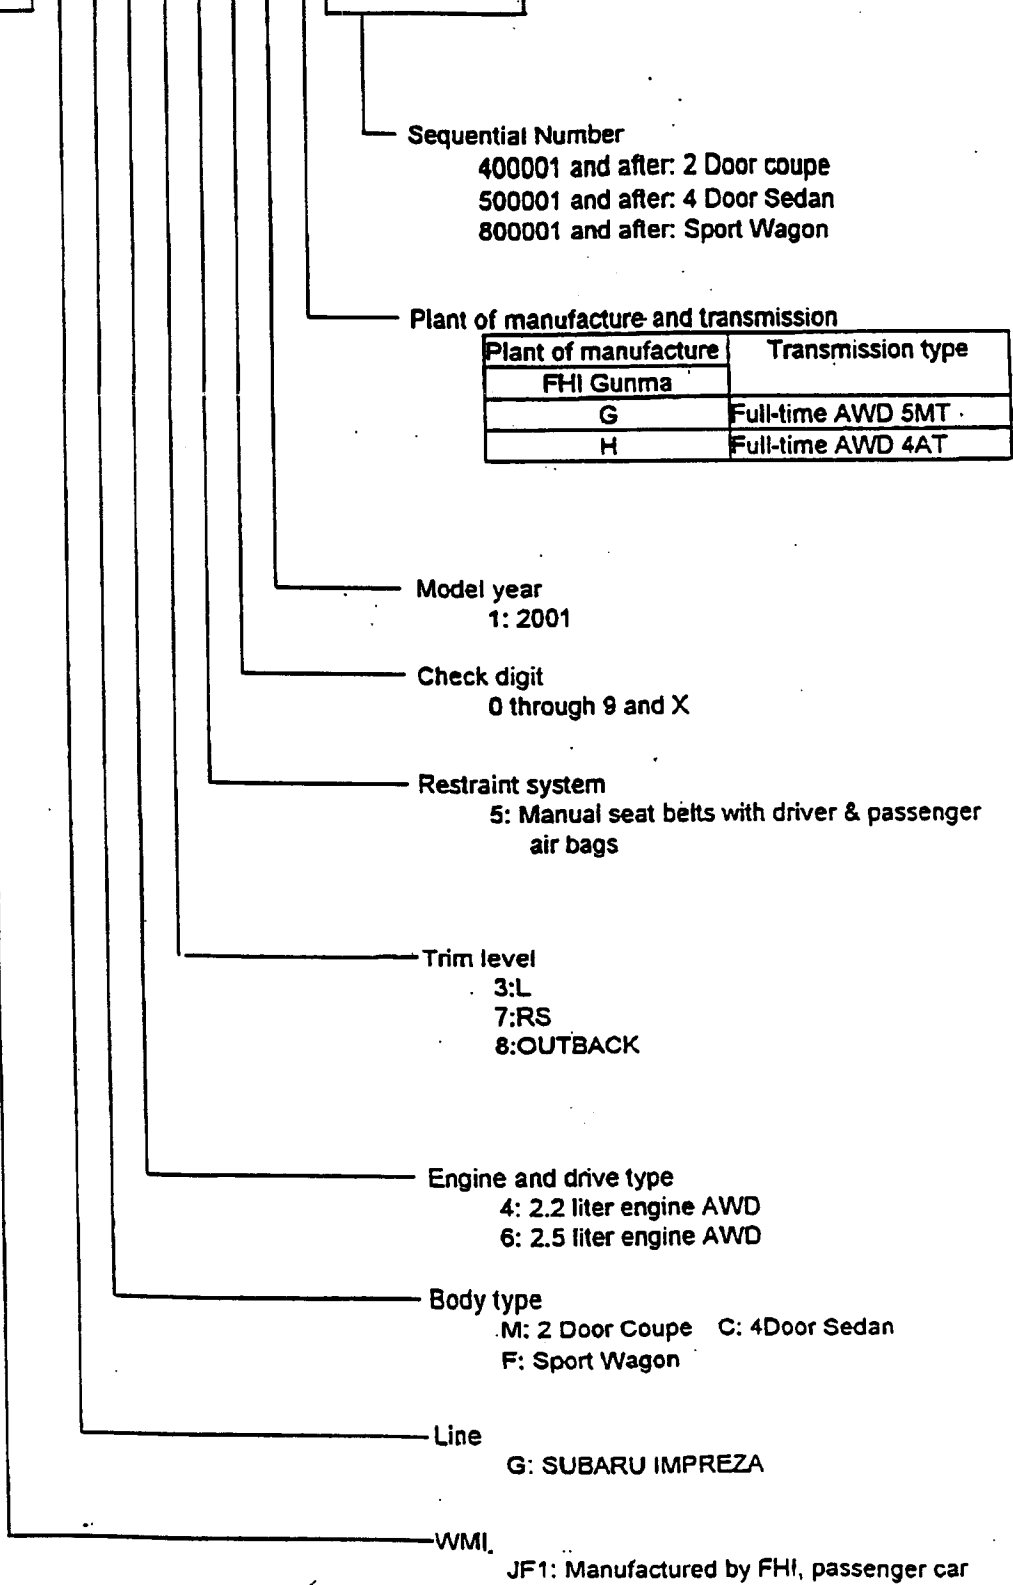 Sequential Number
400001 and after: 2 Door coupe
500001 and after: 4 Door Sedan
800001 and after: Sport Wagon
Plant of manufacture and transmission
Plant of manufacture Transmission type
FHI Gunma
G Full-time AWD 5MT
H Full-time AWD 4AT
Model year
1: 2001
Check digit
0 through 9 and X
Restraint system
5: Manual seat belts with driver & passenger
air bags
Trim level
3:L
7:RS
8:OUTBACK
Engine and drive type
4: 2.2 liter engine AWD
6: 2.5 liter engine AWD
Body type
M: 2 Door Coupe C: 4Door Sedan
F: Sport Wagon
Line
G: SUBARU IMPREZA
WMI
JF1: Manufactured by FHI, passenger car